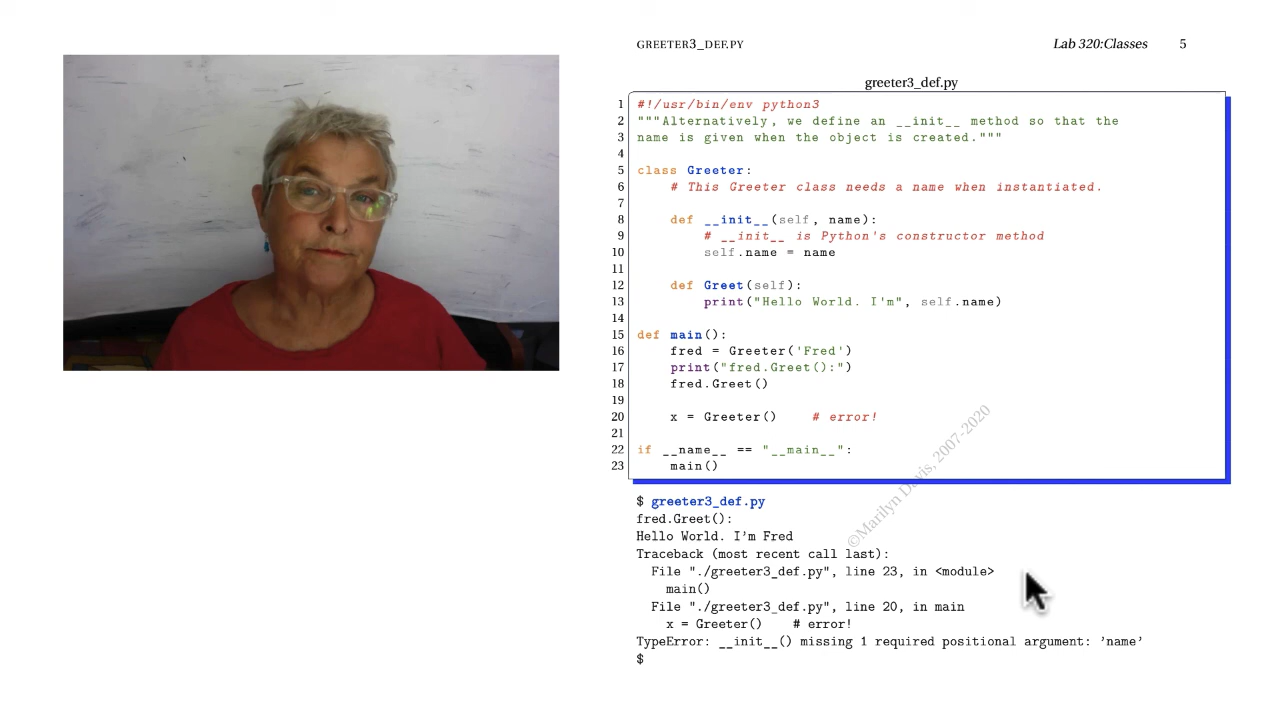 GREETER3_DEF.PY Lab 320:Classes 5
greeter3_def.py
1 #!/usr/bin/env python3
2 """Alternatively, we define an __init__ method so that the
3 name is given when the object is created."""
4
5 class Greeter:
6     # This Greeter class needs a name when instantiated.
7
8     def __init__(self, name):
9         # __init__ is Python's constructor method
10         self.name = name
11
12     def Greet(self):
13         print("Hello World. I'm", self.name)
14
15 def main():
16     fred = Greeter('Fred')
17     print("fred.Greet():")
18     fred.Greet()
19
20     x = Greeter()    # error!
21
22 if __name__ == "__main__":
23     main()
©Marilyn Davis, 2007-2020
$ greeter3_def.py
fred.Greet():
Hello World. I'm Fred
Traceback (most recent call last):
  File "./greeter3_def.py", line 23, in <module>
    main()
  File "./greeter3_def.py", line 20, in main
    x = Greeter()    # error!
TypeError: __init__() missing 1 required positional argument: 'name'
$